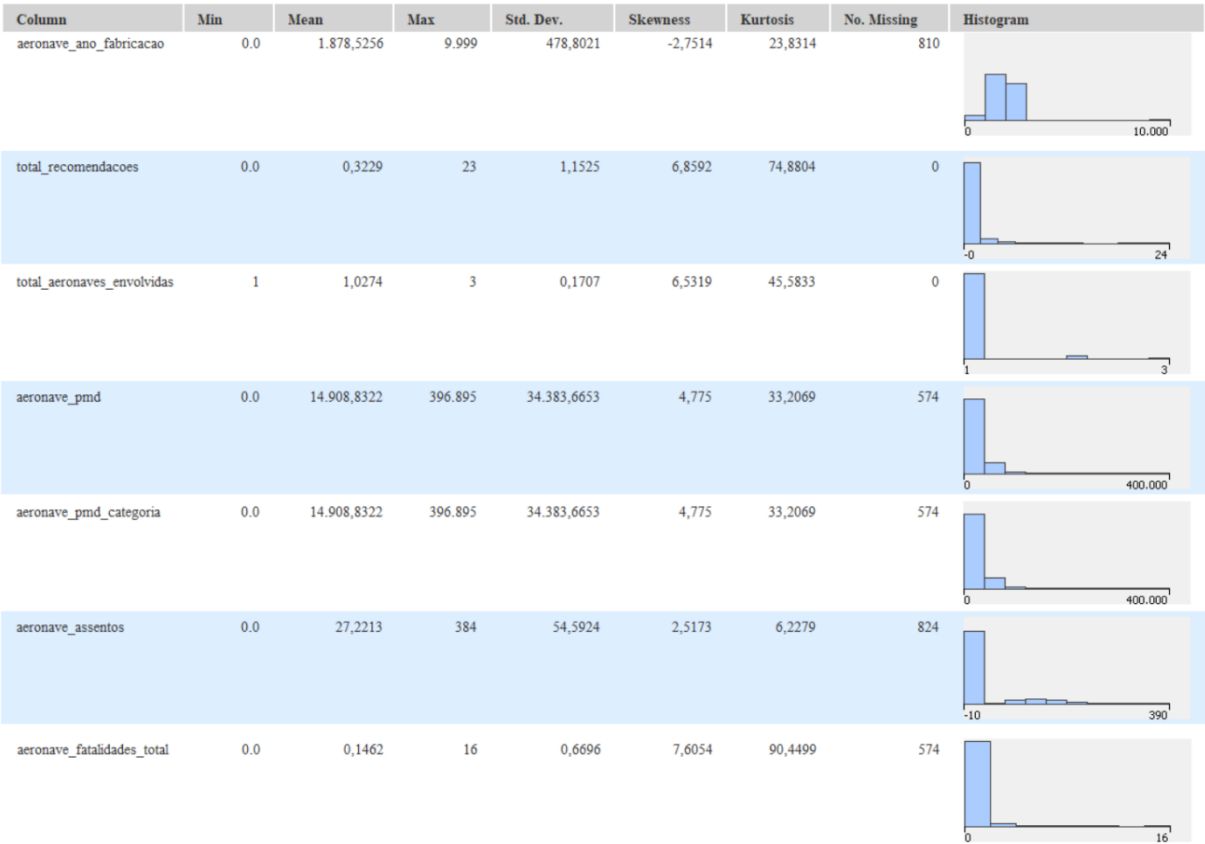 Column Min Mean Max Std. Dev. Skewness Kurtosis No. Missing Histogram
aeronave_ano_fabricacao 0.0 1.878,5256 9.999 478,8021 -2,7514 23,8314 810
0 10.000
total_recomendacoes 0.0 0,3229 23 1,1525 6,8592 74,8804 0
-0 24
total_aeronaves_envolvidas 1 1,0274 3 0,1707 6,5319 45,5833 0
1 3
aeronave_pmd 0.0 14.908,8322 396.895 34.383,6653 4,775 33,2069 574
0 400.000
aeronave_pmd_categoria 0.0 14.908,8322 396.895 34.383,6653 4,775 33,2069 574
0 400.000
aeronave_assentos 0.0 27,2213 384 54,5924 2,5173 6,2279 824
-10 390
aeronave_fatalidades_total 0.0 0,1462 16 0,6696 7,6054 90,4499 574
0 16